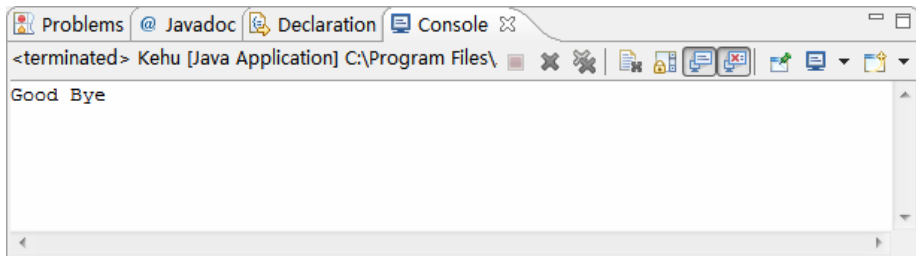 Problems @ Javadoc Declaration Console
<terminated> Kehu [Java Application] C:\Program Files\
Good Bye